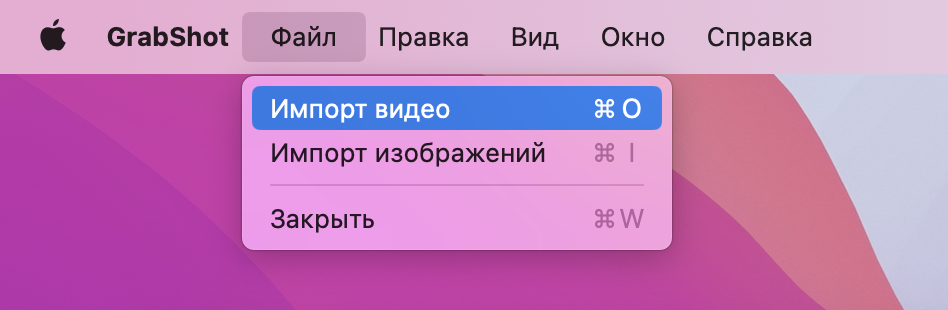 GrabShot Файл Правка Вид Окно Справка
Импорт видео ⌘ O
Импорт изображений ⌘ I
Закрыть ⌘ W